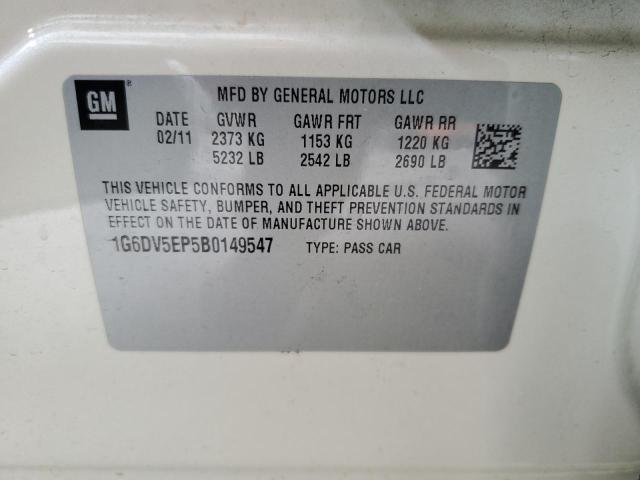 GM ®
MFD BY GENERAL MOTORS LLC
DATE GVWR GAWR FRT GAWR RR
02/11 2373 KG 1153 KG 1220 KG
5232 LB 2542 LB 2690 LB
THIS VEHICLE CONFORMS TO ALL APPLICABLE U.S. FEDERAL MOTOR
VEHICLE SAFETY, BUMPER, AND THEFT PREVENTION STANDARDS IN
EFFECT ON THE DATE OF MANUFACTURE SHOWN ABOVE.
1G6DV5EP5B0149547 TYPE: PASS CAR